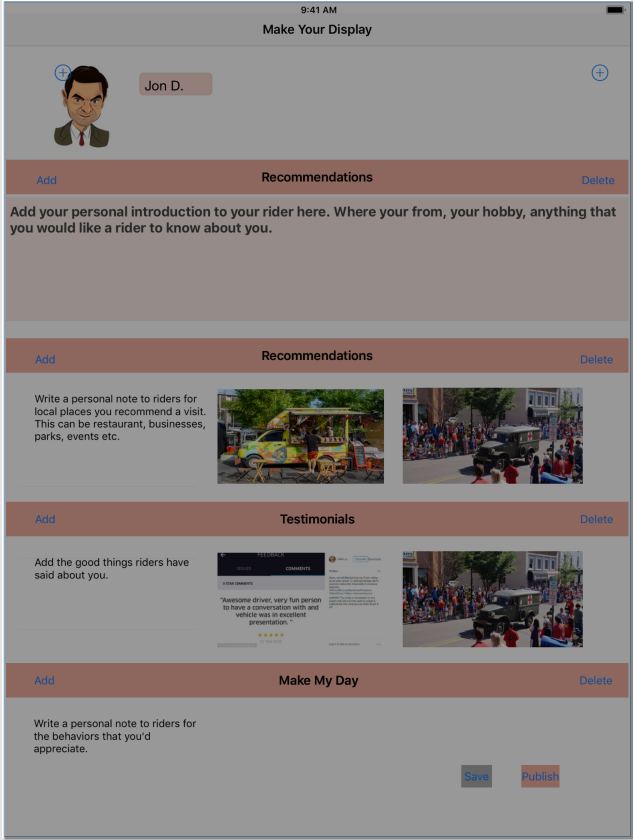 9:41 AM
Make Your Display
Jon D.
Add
Recommendations
Delete
Add your personal introduction to your rider here. Where your from, your hobby, anything that
you would like a rider to know about you.
Add
Recommendations
Delete
Write a personal note to riders for
local places you recommend a visit.
This can be restaurant, businesses,
parks, events etc.
Add
Testimonials
Delete
Add the good things riders have
said about you.
FEEDBACK
ISSUES
COMMENTS
5 STAR COMMENTS
"Awesome driver, very fun person
to have a conversation with and
vehicle was in excellent
presentation. "
Add
Make My Day
Delete
Write a personal note to riders for
the behaviors that you'd
appreciate.
Save
Publish